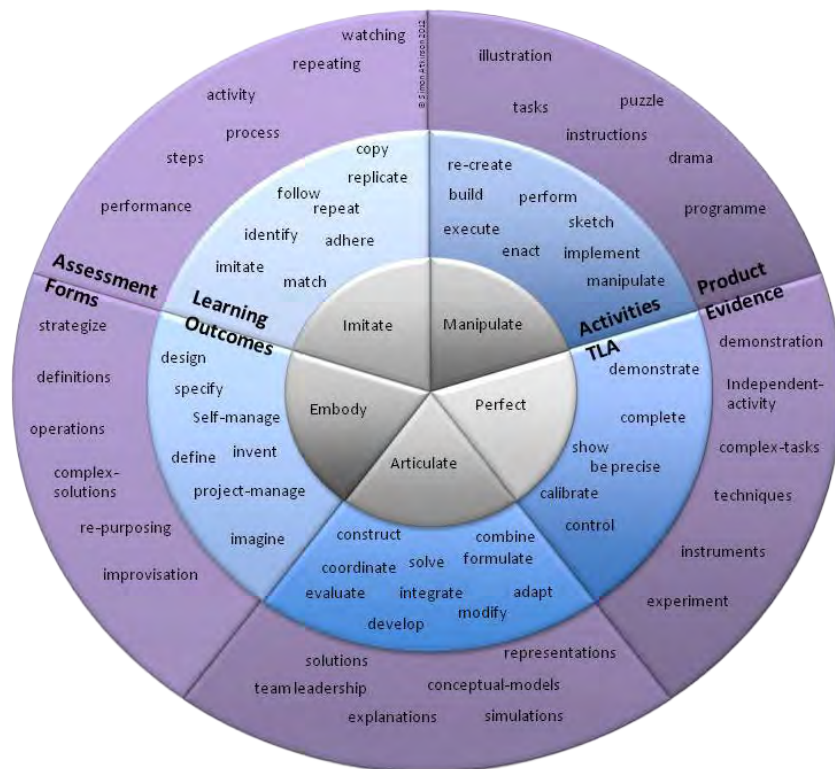 watching
repeating
activity
process
steps
performance
© Simon Atkinson 2012
illustration
puzzle
tasks
instructions
drama
programme
copy
replicate
follow
repeat
identify
adhere
imitate
match
re-create
build
perform
sketch
execute
enact
implement
manipulate
Assessment
Forms
Learning
Outcomes
Activities
TLA
Product
Evidence
Imitate
Manipulate
Embody
Perfect
Articulate
strategize
definitions
operations
complex-
solutions
re-purposing
improvisation
design
specify
Self-manage
define
invent
project-manage
imagine
demonstrate
complete
show
be precise
calibrate
control
demonstration
Independent-
activity
complex-tasks
techniques
instruments
experiment
construct
combine
solve
formulate
coordinate
evaluate
integrate
adapt
modify
develop
solutions
representations
team leadership
conceptual-models
explanations
simulations